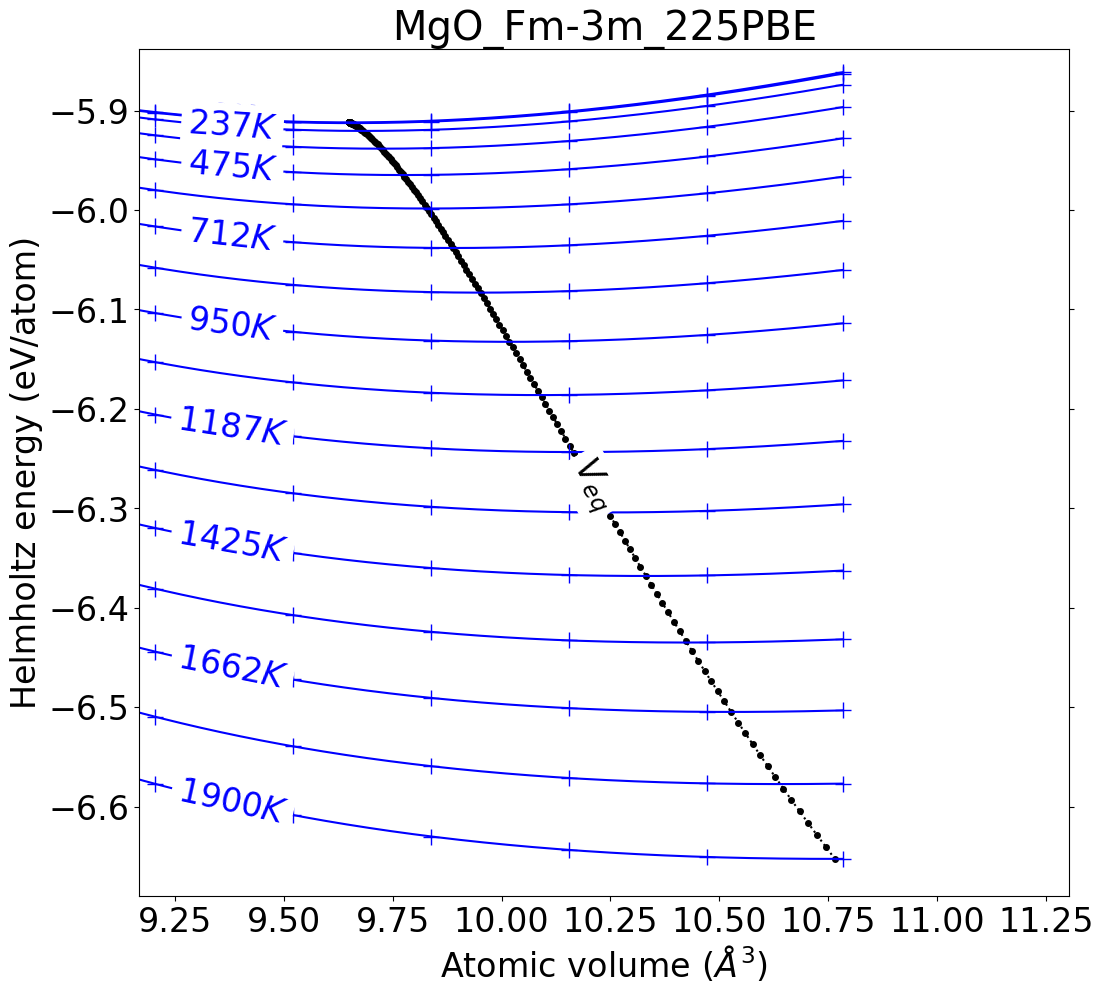 MgO_Fm-3m_225PBE
Helmholtz energy (eV/atom)
−5.9
−6.0
−6.1
−6.2
−6.3
−6.4
−6.5
−6.6
237K
475K
712K
950K
1187K
1425K
1662K
1900K
V_eq
9.25 9.50 9.75 10.00 10.25 10.50 10.75 11.00 11.25
Atomic volume (Å^3)